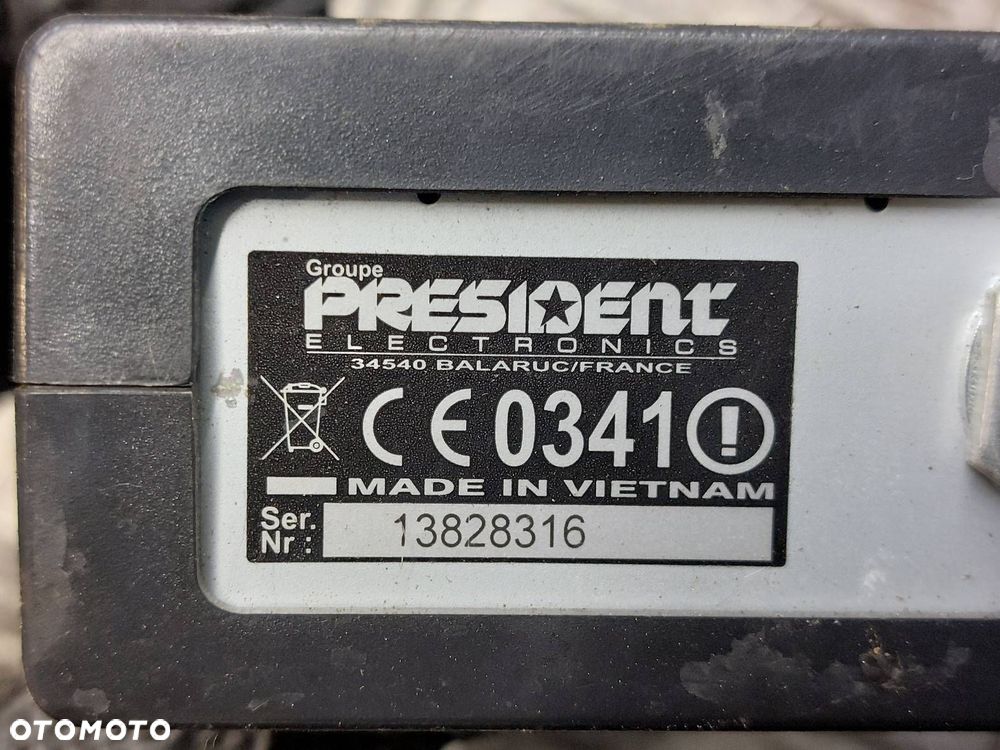 Groupe
PRESIDENT
ELECTRONICS
34540 BALARUC/FRANCE
CE 0341 !
MADE IN VIETNAM
Ser.
Nr : 13828316
OTOMOTO